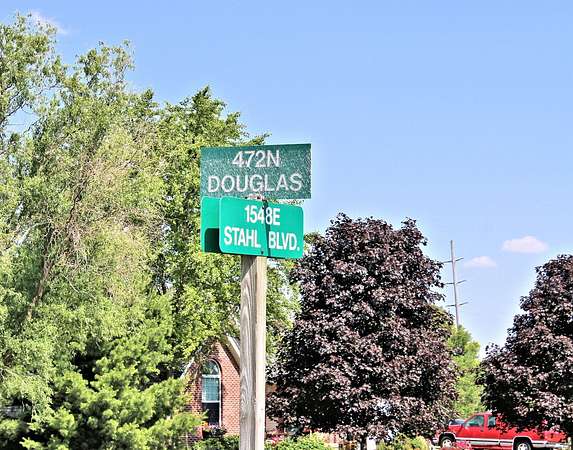 472N
DOUGLAS
1548E
STAHL BLVD.